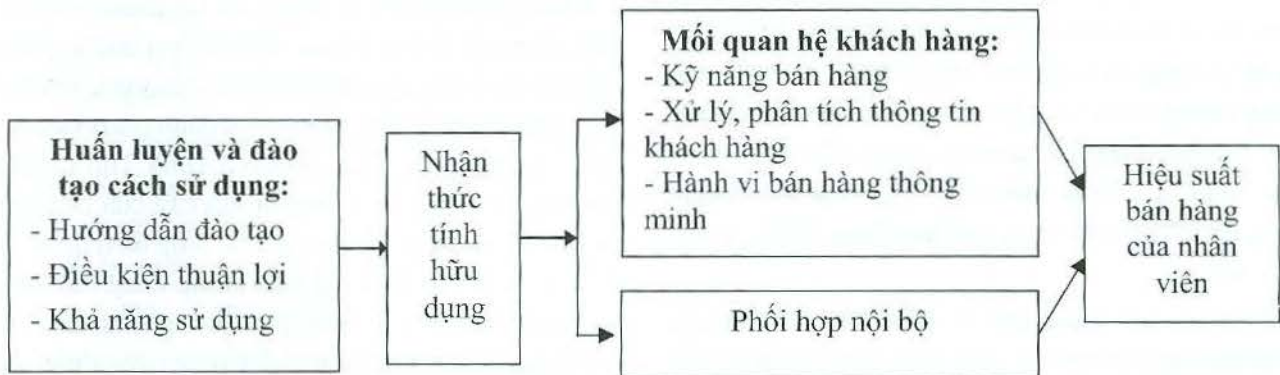 Huấn luyện và đào
tạo cách sử dụng:
- Hướng dẫn đào tạo
- Điều kiện thuận lợi
- Khả năng sử dụng
Nhận
thức
tính
hữu
dụng
Mối quan hệ khách hàng:
- Kỹ năng bán hàng
- Xử lý, phân tích thông tin
khách hàng
- Hành vi bán hàng thông
minh
Phối hợp nội bộ
Hiệu suất
bán hàng
của nhân
viên